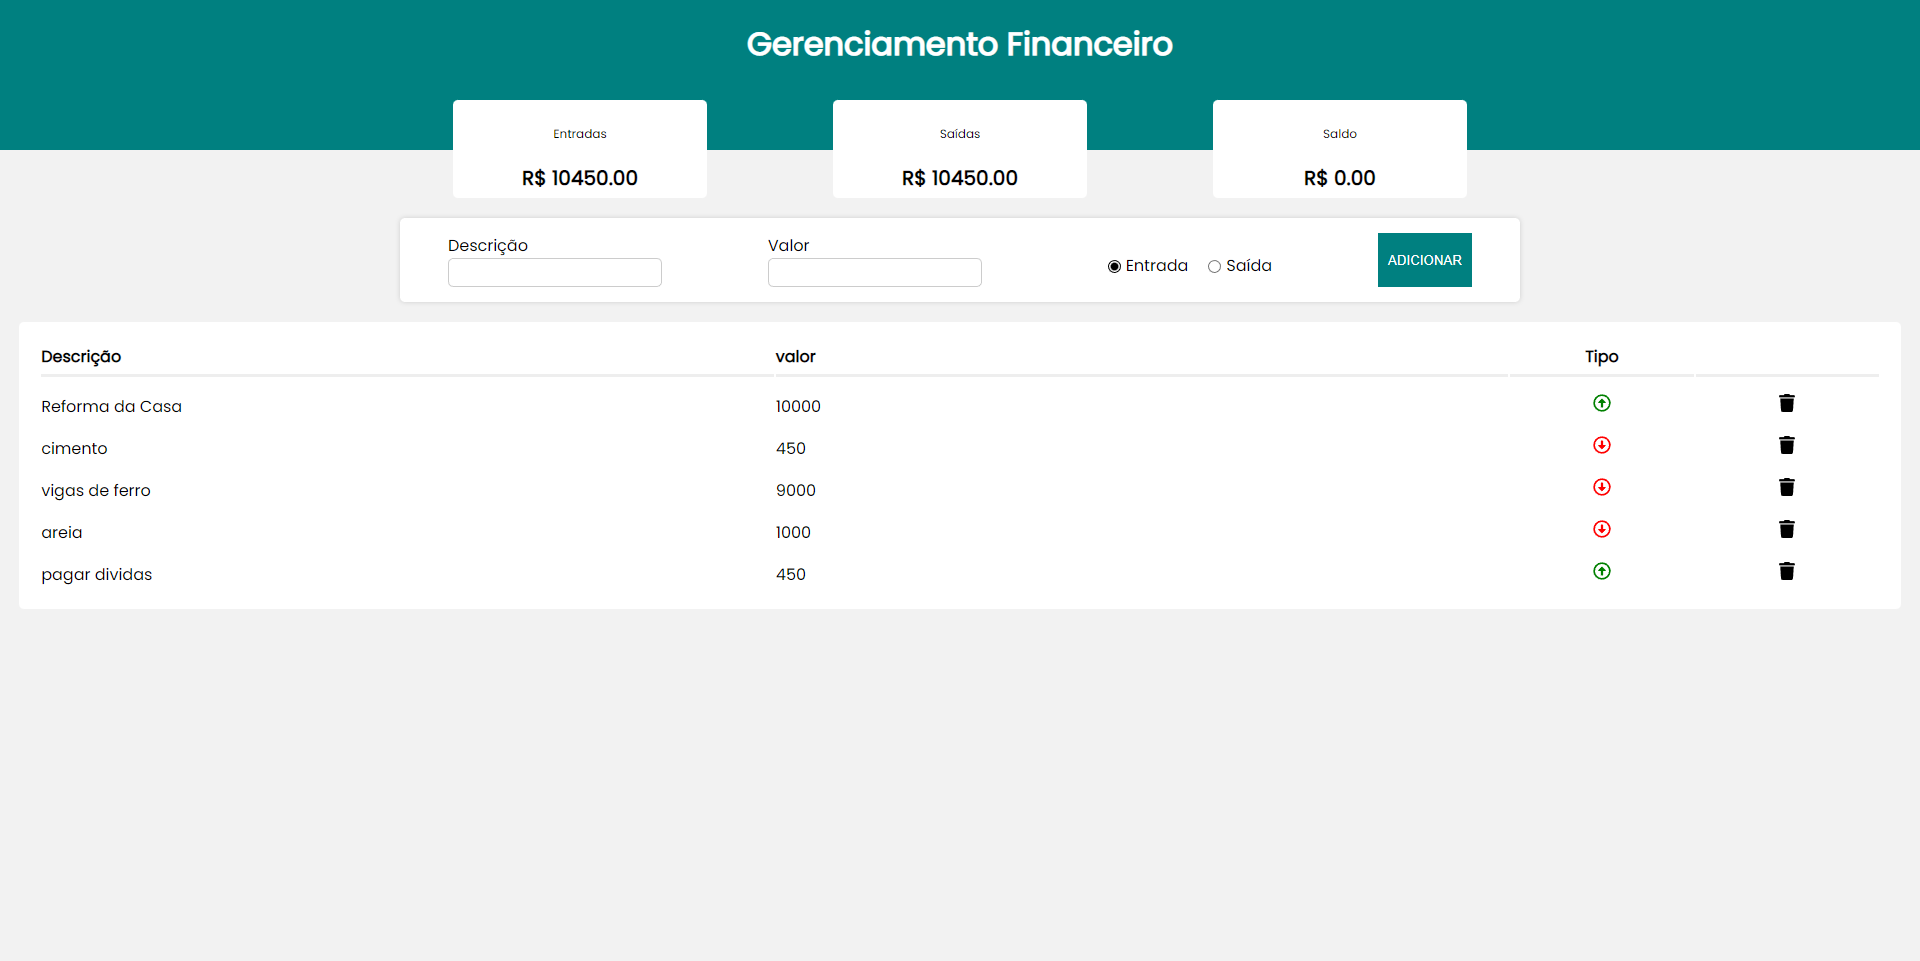 Gerenciamento Financeiro
Entradas Saídas Saldo
R$ 10450.00 R$ 10450.00 R$ 0.00
Descrição Valor
Entrada Saída ADICIONAR
Descrição valor Tipo
Reforma da Casa 10000
cimento 450
vigas de ferro 9000
areia 1000
pagar dividas 450